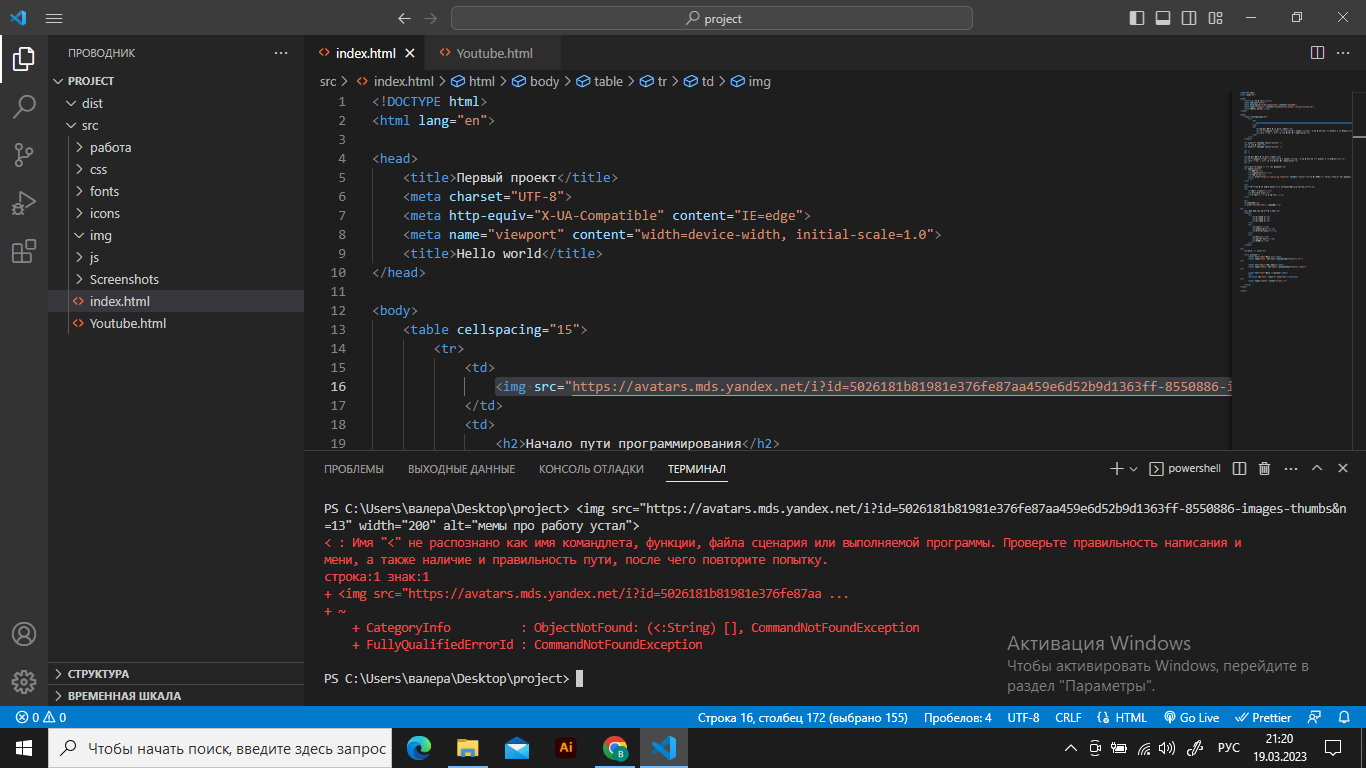 project
ПРОВОДНИК
PROJECT
dist
src
работа
css
fonts
icons
img
js
Screenshots
index.html
Youtube.html
СТРУКТУРА
ВРЕМЕННАЯ ШКАЛА
index.html
Youtube.html
src > index.html > html > body > table > tr > td > img
1 <!DOCTYPE html>
2 <html lang="en">
3
4 <head>
5 <title>Первый проект</title>
6 <meta charset="UTF-8">
7 <meta http-equiv="X-UA-Compatible" content="IE=edge">
8 <meta name="viewport" content="width=device-width, initial-scale=1.0">
9 <title>Hello world</title>
10 </head>
11
12 <body>
13 <table cellspacing="15">
14 <tr>
15 <td>
16 <img src="https://avatars.mds.yandex.net/i?id=5026181b81981e376fe87aa459e6d52b9d1363ff-8550886-i
17 </td>
18 <td>
19 <h2>Начало пути программирования</h2>
ПРОБЛЕМЫ ВЫХОДНЫЕ ДАННЫЕ КОНСОЛЬ ОТЛАДКИ ТЕРМИНАЛ
powershell
PS C:\Users\валера\Desktop\project> <img src="https://avatars.mds.yandex.net/i?id=5026181b81981e376fe87aa459e6d52b9d1363ff-8550886-images-thumbs&n
=13" width="200" alt="мемы про работу устал">
< : Имя "<" не распознано как имя командлета, функции, файла сценария или выполняемой программы. Проверьте правильность написания и
мени, а также наличие и правильность пути, после чего повторите попытку.
строка:1 знак:1
+ <img src="https://avatars.mds.yandex.net/i?id=5026181b81981e376fe87aa ...
+ ~
+ CategoryInfo : ObjectNotFound: (<:String) [], CommandNotFoundException
+ FullyQualifiedErrorId : CommandNotFoundException
PS C:\Users\валера\Desktop\project>
Активация Windows
Чтобы активировать Windows, перейдите в
раздел "Параметры".
0 0 Строка 16, столбец 172 (выбрано 155) Пробелов: 4 UTF-8 CRLF HTML Go Live Prettier
Чтобы начать поиск, введите здесь запрос
Ai
B
РУС
21:20
19.03.2023